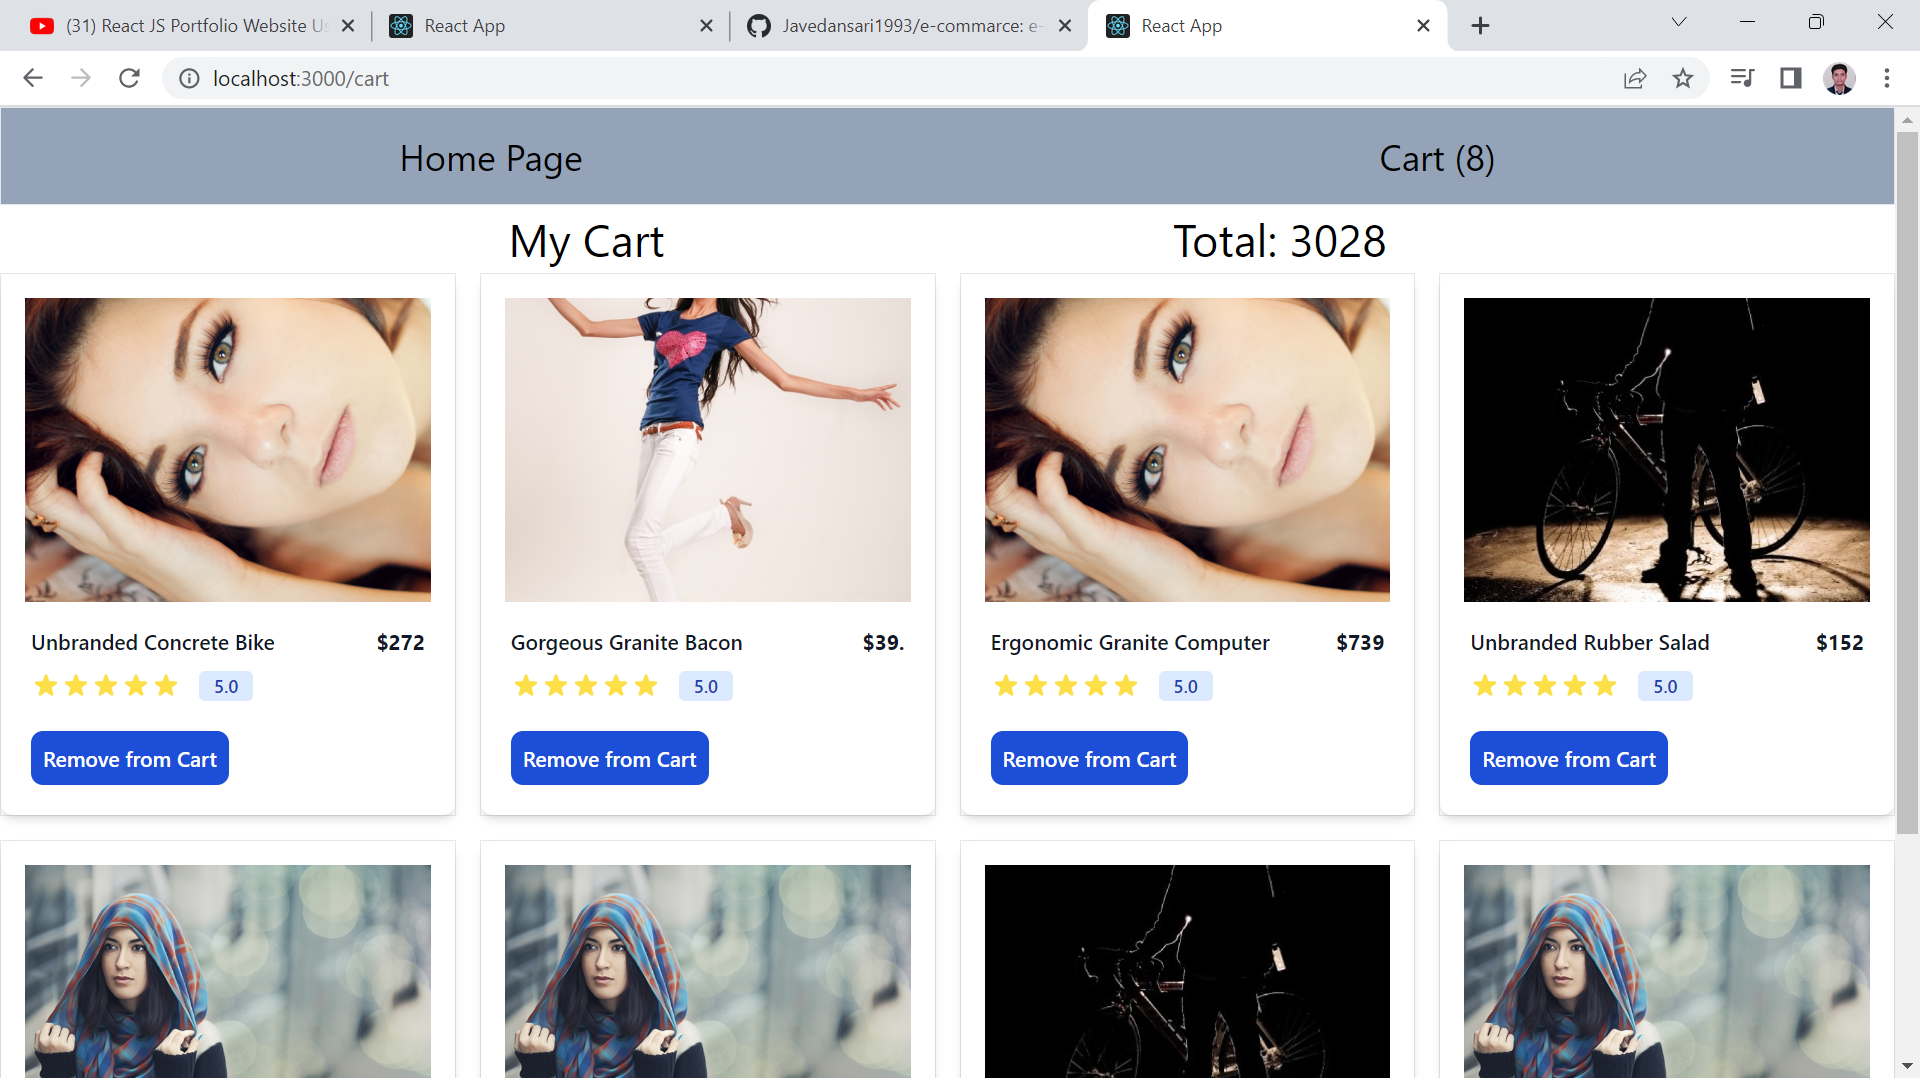 (31) React JS Portfolio Website Us
React App
Javedansari1993/e-commarce: e-
React App
localhost:3000/cart
Home Page
Cart (8)
My Cart
Total: 3028
Unbranded Concrete Bike $272
5.0
Remove from Cart
Gorgeous Granite Bacon $39.
5.0
Remove from Cart
Ergonomic Granite Computer $739
5.0
Remove from Cart
Unbranded Rubber Salad $152
5.0
Remove from Cart